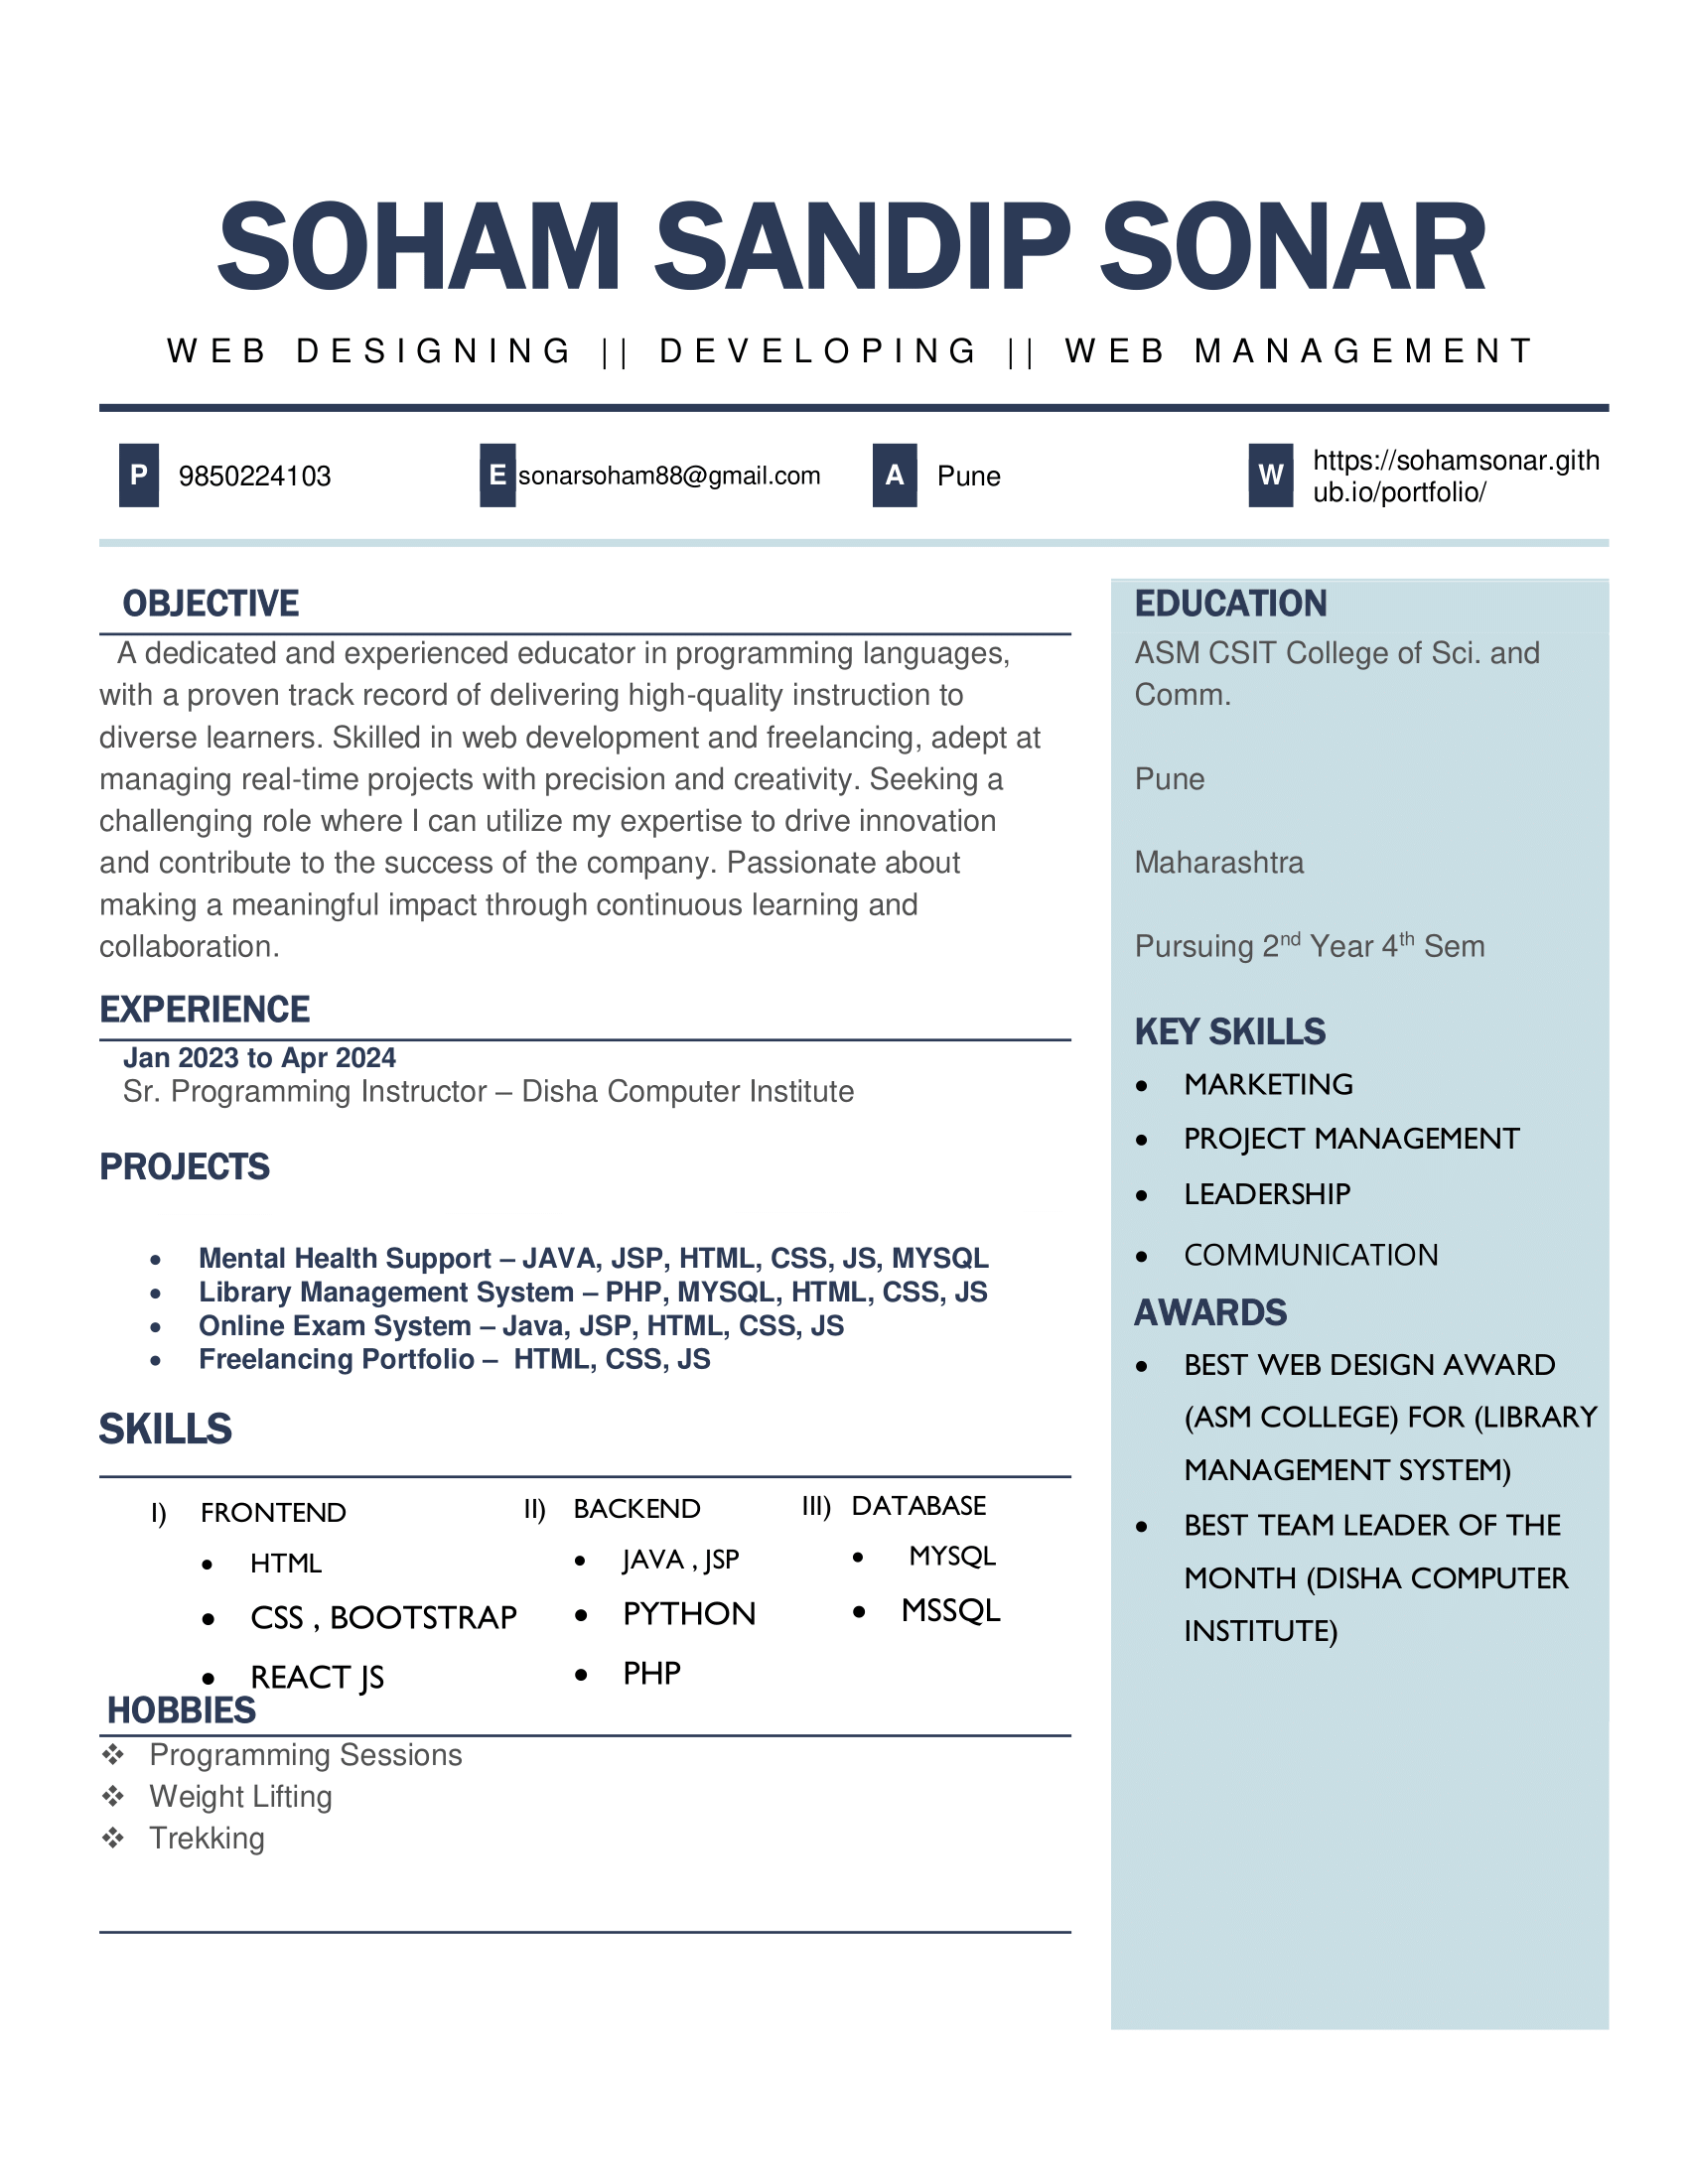 SOHAM SANDIP SONAR
WEB DESIGNING || DEVELOPING || WEB MANAGEMENT
P 9850224103
E sonarsoham88@gmail.com
A Pune
W https://sohamsonar.gith
ub.io/portfolio/
OBJECTIVE
A dedicated and experienced educator in programming languages,
with a proven track record of delivering high-quality instruction to
diverse learners. Skilled in web development and freelancing, adept at
managing real-time projects with precision and creativity. Seeking a
challenging role where I can utilize my expertise to drive innovation
and contribute to the success of the company. Passionate about
making a meaningful impact through continuous learning and
collaboration.
EXPERIENCE
Jan 2023 to Apr 2024
Sr. Programming Instructor – Disha Computer Institute
PROJECTS
• Mental Health Support – JAVA, JSP, HTML, CSS, JS, MYSQL
• Library Management System – PHP, MYSQL, HTML, CSS, JS
• Online Exam System – Java, JSP, HTML, CSS, JS
• Freelancing Portfolio – HTML, CSS, JS
SKILLS
I) FRONTEND
• HTML
• CSS , BOOTSTRAP
• REACT JS
II) BACKEND
• JAVA , JSP
• PYTHON
• PHP
III) DATABASE
• MYSQL
• MSSQL
HOBBIES
❖ Programming Sessions
❖ Weight Lifting
❖ Trekking
EDUCATION
ASM CSIT College of Sci. and
Comm.
Pune
Maharashtra
Pursuing 2nd Year 4th Sem
KEY SKILLS
• MARKETING
• PROJECT MANAGEMENT
• LEADERSHIP
• COMMUNICATION
AWARDS
• BEST WEB DESIGN AWARD
(ASM COLLEGE) FOR (LIBRARY
MANAGEMENT SYSTEM)
• BEST TEAM LEADER OF THE
MONTH (DISHA COMPUTER
INSTITUTE)